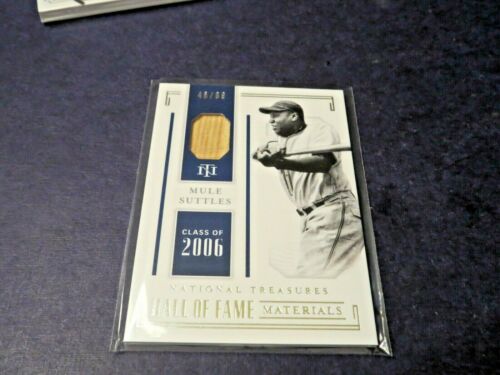 MULE
SUTTLES
CLASS OF
2006
NATIONAL TREASURES
HALL OF FAME MATERIALS